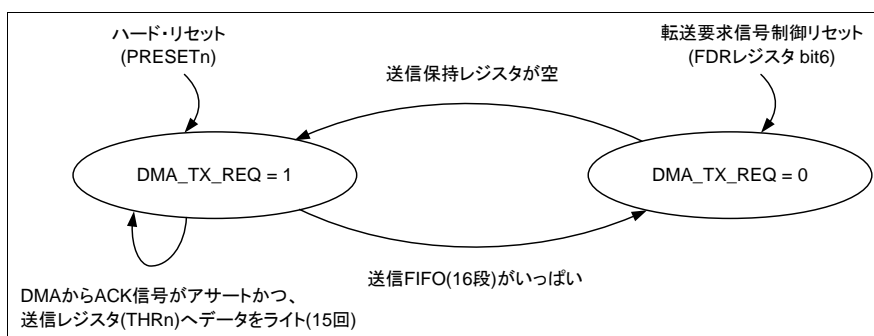 ハード・リセット
(PRESETn)
転送要求信号制御リセット
(FDRレジスタ bit6)
送信保持レジスタが空
DMA_TX_REQ = 1
DMA_TX_REQ = 0
送信FIFO(16段)がいっぱい
DMAからACK信号がアサートかつ、
送信レジスタ(THRn)へデータをライト(15回)